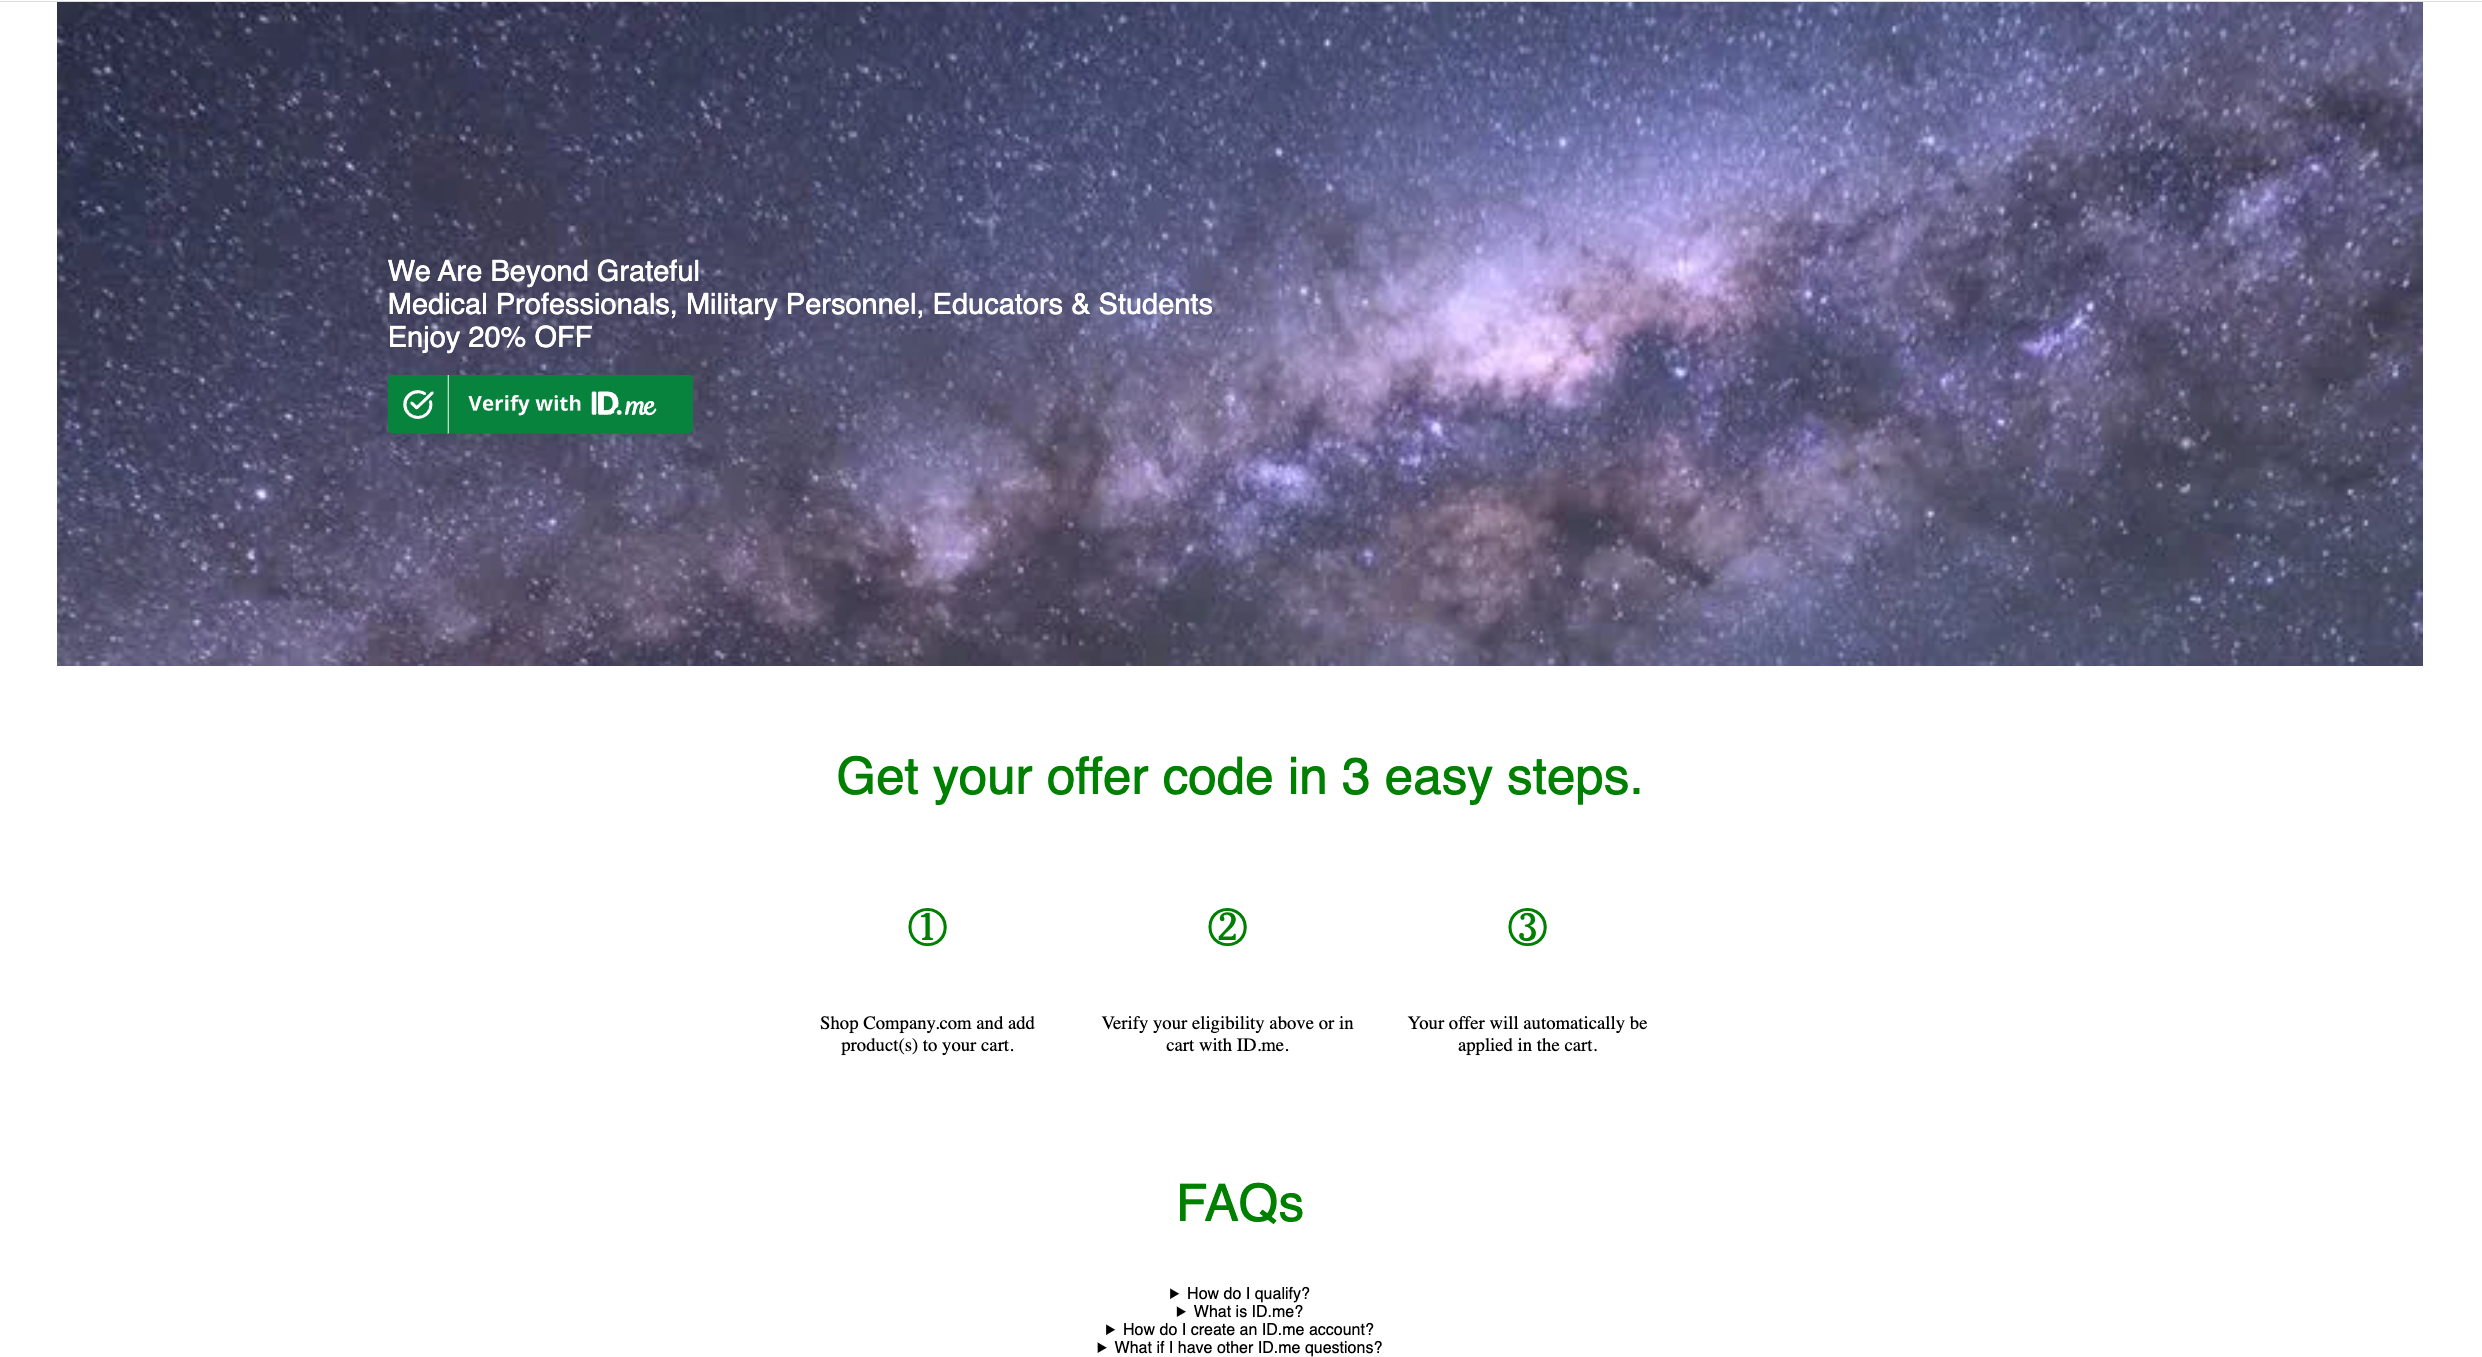 We Are Beyond Grateful
Medical Professionals, Military Personnel, Educators & Students
Enjoy 20% OFF
Verify with ID.me
Get your offer code in 3 easy steps.
① ② ③
Shop Company.com and add
product(s) to your cart.
Verify your eligibility above or in
cart with ID.me.
Your offer will automatically be
applied in the cart.
FAQs
▶ How do I qualify?
▶ What is ID.me?
▶ How do I create an ID.me account?
▶ What if I have other ID.me questions?